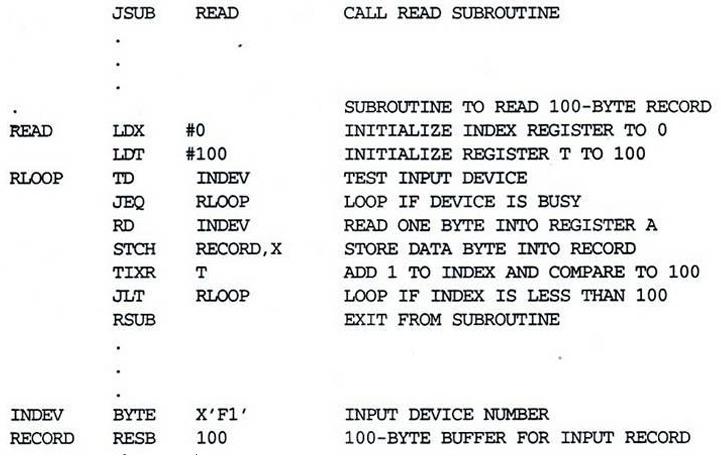 JSUB READ CALL READ SUBROUTINE
.
.
.
. SUBROUTINE TO READ 100-BYTE RECORD
READ LDX #0 INITIALIZE INDEX REGISTER TO 0
LDT #100 INITIALIZE REGISTER T TO 100
RLOOP TD INDEV TEST INPUT DEVICE
JEQ RLOOP LOOP IF DEVICE IS BUSY
RD INDEV READ ONE BYTE INTO REGISTER A
STCH RECORD,X STORE DATA BYTE INTO RECORD
TIXR T ADD 1 TO INDEX AND COMPARE TO 100
JLT RLOOP LOOP IF INDEX IS LESS THAN 100
RSUB EXIT FROM SUBROUTINE
.
.
.
INDEV BYTE X'F1' INPUT DEVICE NUMBER
RECORD RESB 100 100-BYTE BUFFER FOR INPUT RECORD